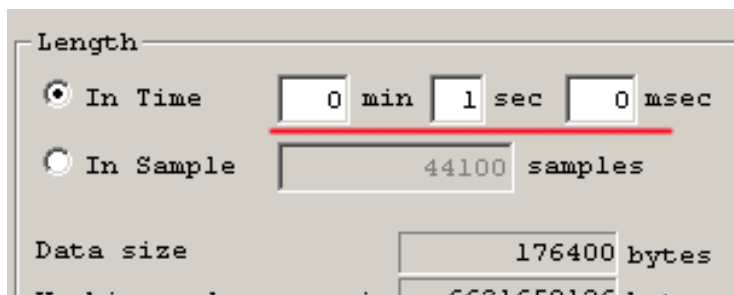 Length
In Time 0 min 1 sec 0 msec
In Sample 44100 samples
Data size 176400 bytes